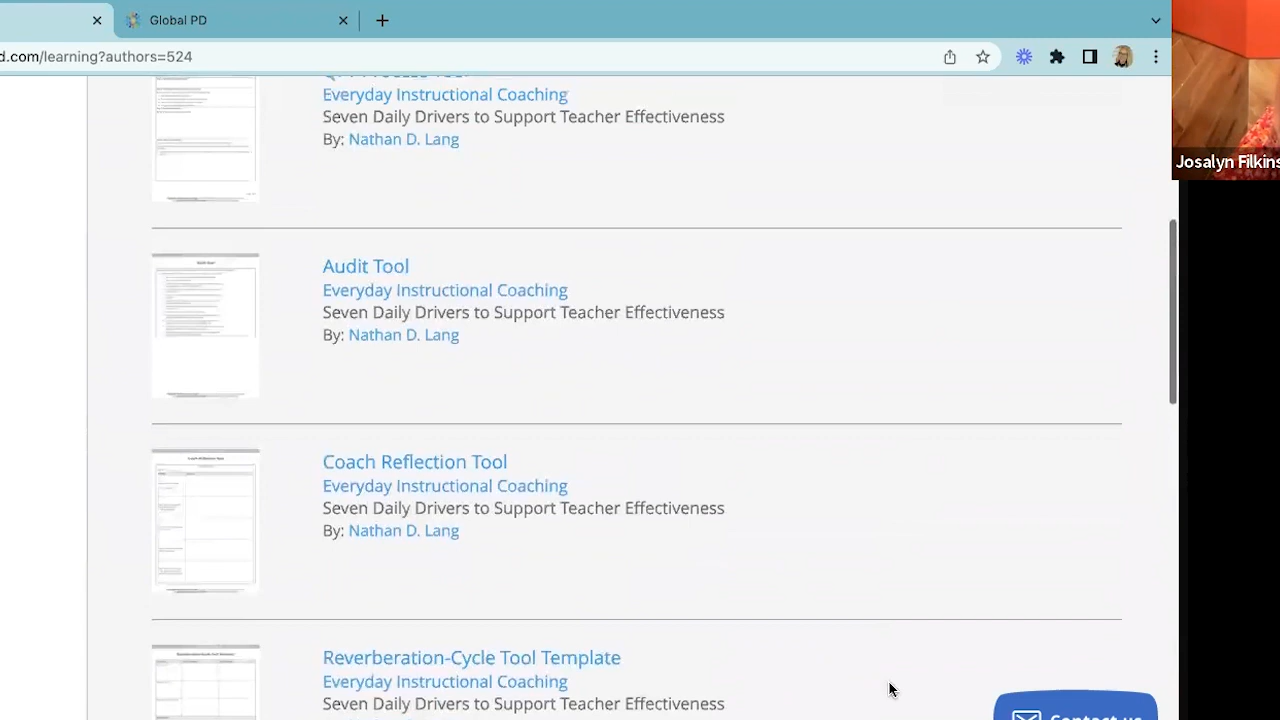 Global PD
d.com/learning?authors=524
Everyday Instructional Coaching
Seven Daily Drivers to Support Teacher Effectiveness
By: Nathan D. Lang
Josalyn Filkins
Audit Tool
Everyday Instructional Coaching
Seven Daily Drivers to Support Teacher Effectiveness
By: Nathan D. Lang
Coach Reflection Tool
Everyday Instructional Coaching
Seven Daily Drivers to Support Teacher Effectiveness
By: Nathan D. Lang
Reverberation-Cycle Tool Template
Everyday Instructional Coaching
Seven Daily Drivers to Support Teacher Effectiveness
Contact us